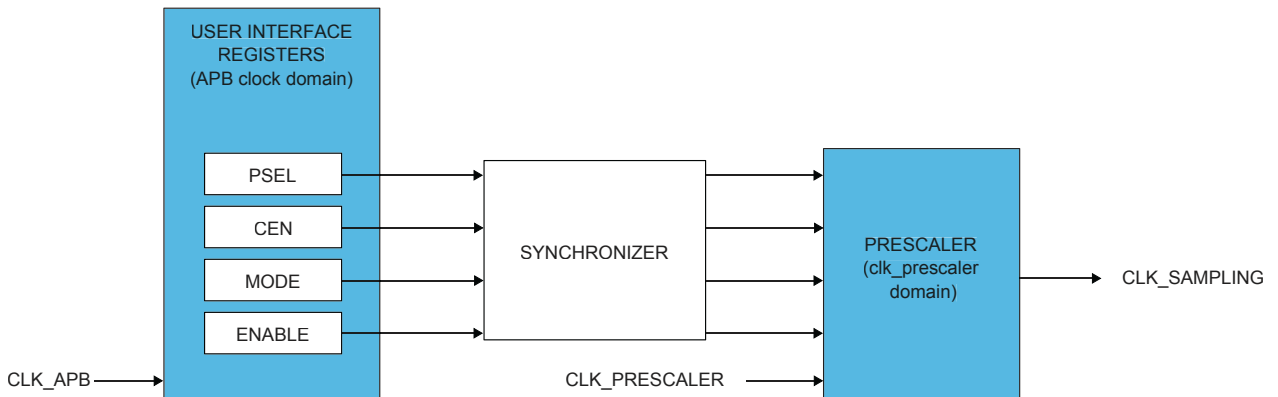 USER INTERFACE
REGISTERS
(APB clock domain)
PSEL
CEN
MODE
ENABLE
CLK_APB
SYNCHRONIZER
CLK_PRESCALER
PRESCALER
(clk_prescaler
domain)
CLK_SAMPLING